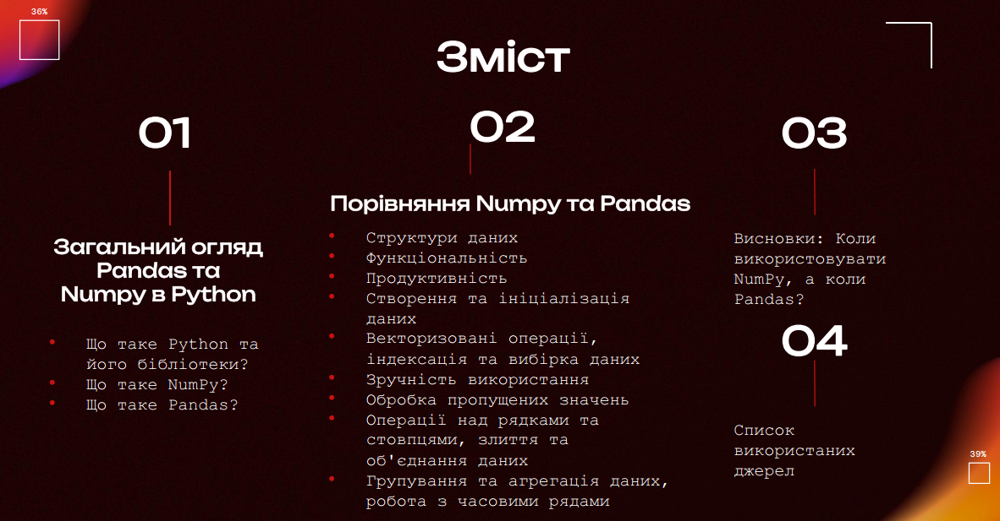 36%
Зміст
01
Загальний огляд
Pandas та
Numpy в Python
Що таке Python та
його бібліотеки?
Що таке NumPy?
Що таке Pandas?
02
Порівняння Numpy та Pandas
Структури даних
Функціональність
Продуктивність
Створення та ініціалізація
даних
Векторизовані операції,
індексація та вибірка даних
Зручність використання
Обробка пропущених значень
Операції над рядками та
стовпцями, злиття та
об'єднання даних
Групування та агрегація даних,
робота з часовими рядами
03
Висновки: Коли
використовувати
NumPy, а коли
Pandas?
04
Список
використаних
джерел
39%